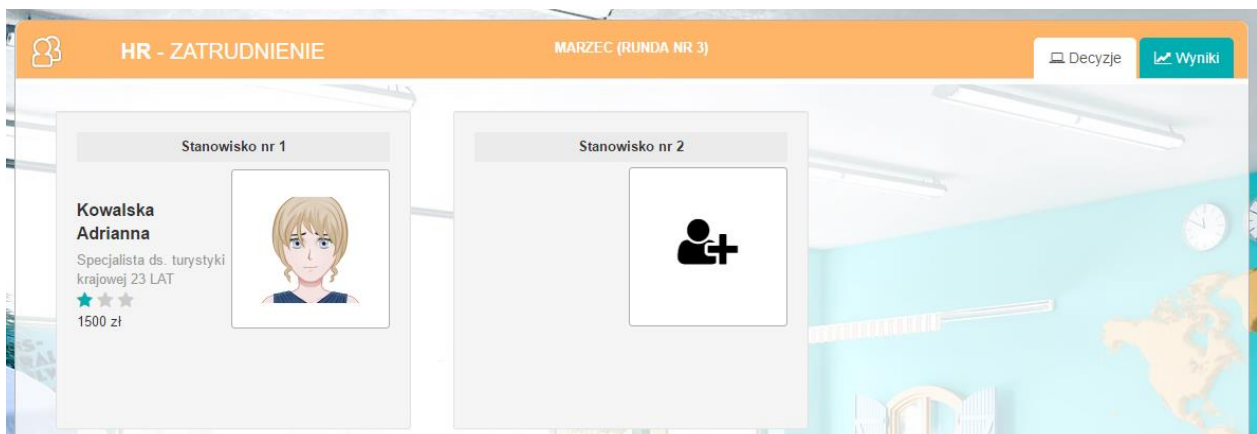 HR - ZATRUDNIENIE
MARZEC (RUNDA NR 3)
Decyzje
Wyniki
Stanowisko nr 1
Kowalska
Adrianna
Specjalista ds. turystyki
krajowej 23 LAT
1500 zł
Stanowisko nr 2